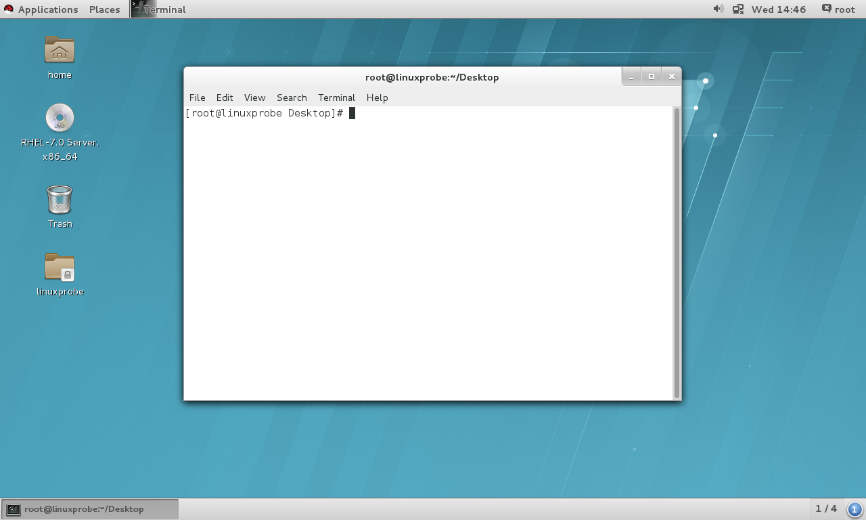 Applications Places Terminal Wed 14:46 root
home
RHEL-7.0 Server.
x86_64
Trash
linuxprobe
root@linuxprobe:~/Desktop
File Edit View Search Terminal Help
[root@linuxprobe Desktop]#
root@linuxprobe:~/Desktop 1 / 4 1